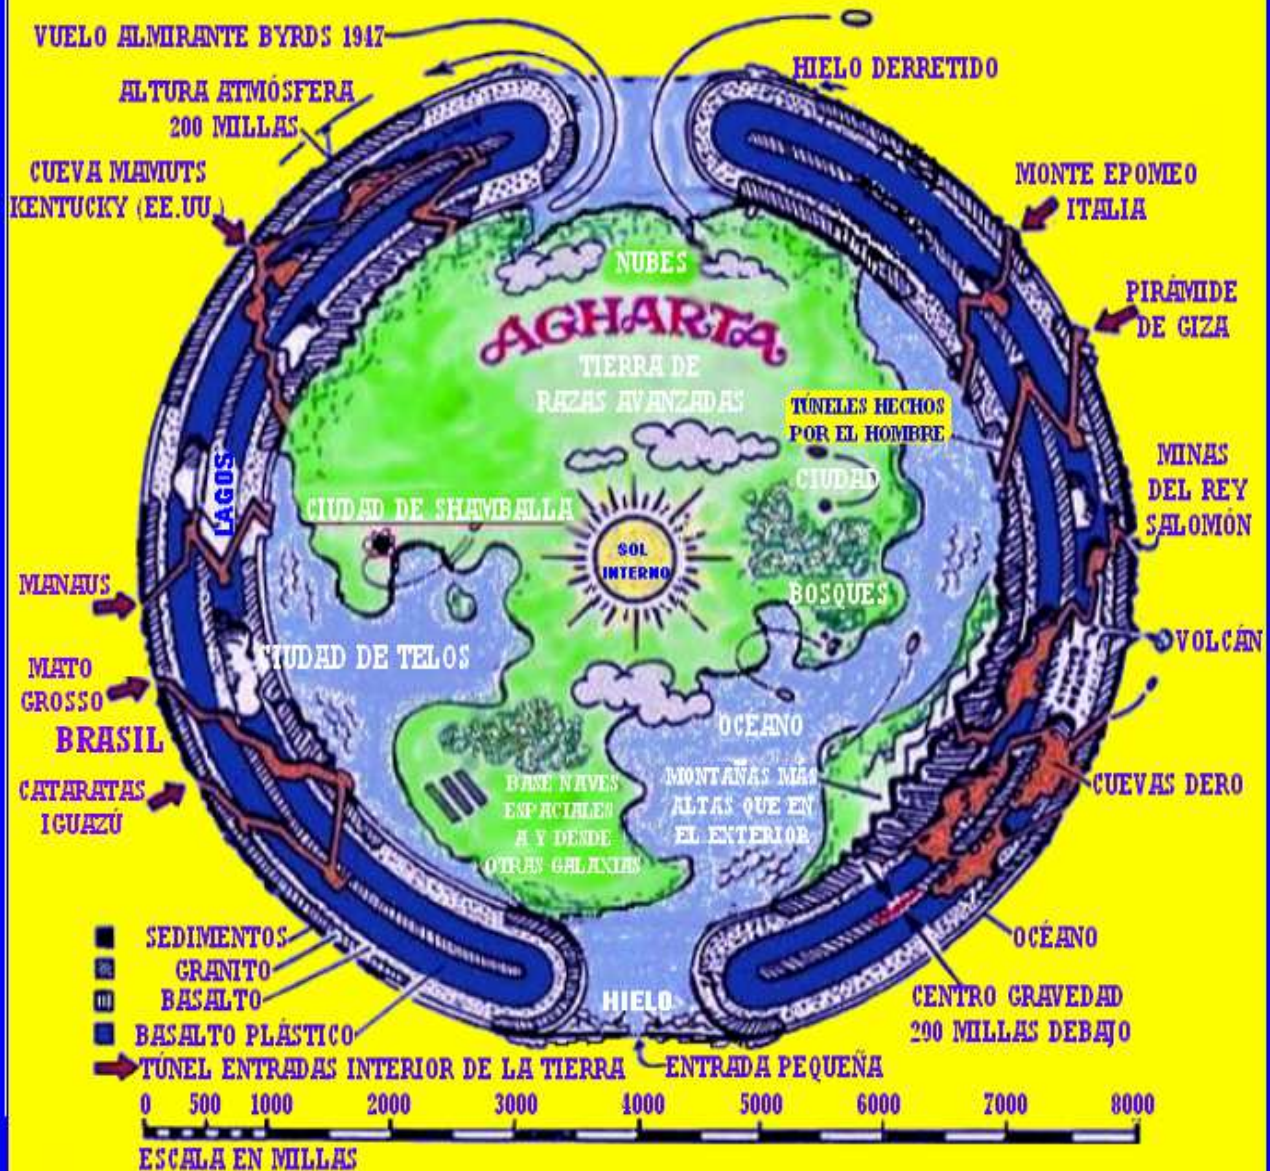 VUELO ALMIRANTE BYRDS 1947
HIELO DERRETIDO
ALTURA ATMÓSFERA
200 MILLAS
CUEVA MAMUTS
KENTUCKY (EE.UU.)
MONTE EPOMEO
ITALIA
NUBES
PIRÁMIDE
DE GIZA
AGHARTA
TIERRA DE
RAZAS AVANZADAS
TÚNELES HECHOS
POR EL HOMBRE
MINAS
DEL REY
SALOMÓN
CIUDAD
LAGOS
CIUDAD DE SHAMBALLA
SOL
INTERNO
MANAUS
BOSQUES
VOLCÁN
CIUDAD DE TELOS
MATO
GROSSO
BRASIL
OCÉANO
CATARATAS
IGUAZÚ
BASE NAVES
ESPACIALES
A Y DESDE
OTRAS GALAXIAS
MONTAÑAS MÁS
ALTAS QUE EN
EL EXTERIOR
CUEVAS DERO
SEDIMENTOS
GRANITO
BASALTO
BASALTO PLÁSTICO
OCÉANO
HIELO
CENTRO GRAVEDAD
200 MILLAS DEBAJO
TÚNEL ENTRADAS INTERIOR DE LA TIERRA
ENTRADA PEQUEÑA
0 500 1000 2000 3000 4000 5000 6000 7000 8000
ESCALA EN MILLAS